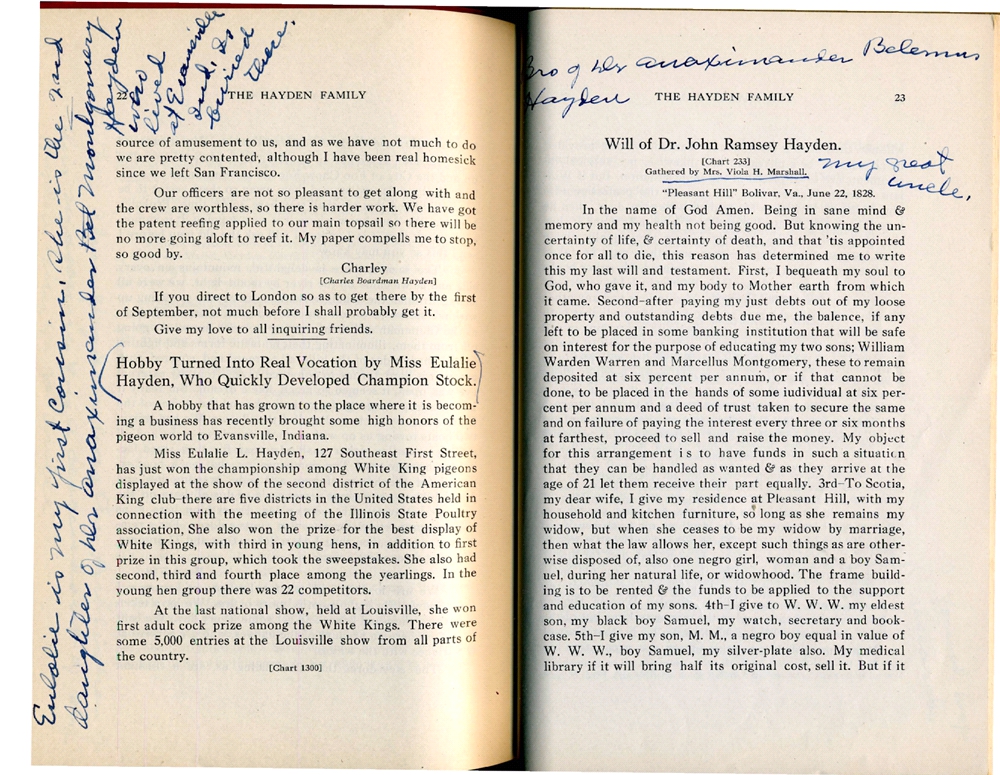 Eulalie is my first cousin, she is the 2nd
daughter of Dr Anaximander Bel Montgomery
Hayden
who
lived
at Evansville
Ind. Is
buried
there.
22
THE HAYDEN FAMILY
source of amusement to us, and as we have not much to do
we are pretty contented, although I have been real homesick
since we left San Francisco.
Our officers are not so pleasant to get along with and
the crew are worthless, so there is harder work. We have got
the patent reefing applied to our main topsail so there will be
no more going aloft to reef it. My paper compells me to stop,
so good by.
Charley
[Charles Boardman Hayden]
If you direct to London so as to get there by the first
of September, not much before I shall probably get it.
Give my love to all inquiring friends.
Hobby Turned Into Real Vocation by Miss Eulalie
Hayden, Who Quickly Developed Champion Stock.
A hobby that has grown to the place where it is becom-
ing a business has recently brought some high honors of the
pigeon world to Evansville, Indiana.
Miss Eulalie L. Hayden, 127 Southeast First Street,
has just won the championship among White King pigeons
displayed at the show of the second district of the American
King club—there are five districts in the United States held in
connection with the meeting of the Illinois State Poultry
association, She also won the prize for the best display of
White Kings, with third in young hens, in addition to first
prize in this group, which took the sweepstakes. She also had
second, third and fourth place among the yearlings. In the
young hen group there was 22 competitors.
At the last national show, held at Louisville, she won
first adult cock prize among the White Kings. There were
some 5,000 entries at the Louisville show from all parts of
the country.
[Chart 1300]
Bro of Dr Anaximander Belemus
Hayden
THE HAYDEN FAMILY
23
Will of Dr. John Ramsey Hayden.
[Chart 233]
Gathered by Mrs. Viola H. Marshall.
my great
uncle.
“Pleasant Hill” Bolivar, Va., June 22, 1828.
In the name of God Amen. Being in sane mind &
memory and my health not being good. But knowing the un-
certainty of life, & certainty of death, and that 'tis appointed
once for all to die, this reason has determined me to write
this my last will and testament. First, I bequeath my soul to
God, who gave it, and my body to Mother earth from which
it came. Second-after paying my just debts out of my loose
property and outstanding debts due me, the balence, if any
left to be placed in some banking institution that will be safe
on interest for the purpose of educating my two sons; William
Warden Warren and Marcellus Montgomery, these to remain
deposited at six percent per annum, or if that cannot be
done, to be placed in the hands of some iudividual at six per-
cent per annum and a deed of trust taken to secure the same
and on failure of paying the interest every three or six months
at farthest, proceed to sell and raise the money. My object
for this arrangement is to have funds in such a situation
that they can be handled as wanted & as they arrive at the
age of 21 let them receive their part equally. 3rd—To Scotia,
my dear wife, I give my residence at Pleasant Hill, with my
household and kitchen furniture, so long as she remains my
widow, but when she ceases to be my widow by marriage,
then what the law allows her, except such things as are other-
wise disposed of, also one negro girl, woman and a boy Sam-
uel, during her natural life, or widowhood. The frame build-
ing is to be rented & the funds to be applied to the support
and education of my sons. 4th-I give to W. W. W. my eldest
son, my black boy Samuel, my watch, secretary and book-
case. 5th-I give my son, M. M., a negro boy equal in value of
W. W. W., boy Samuel, my silver-plate also. My medical
library if it will bring half its original cost, sell it. But if it